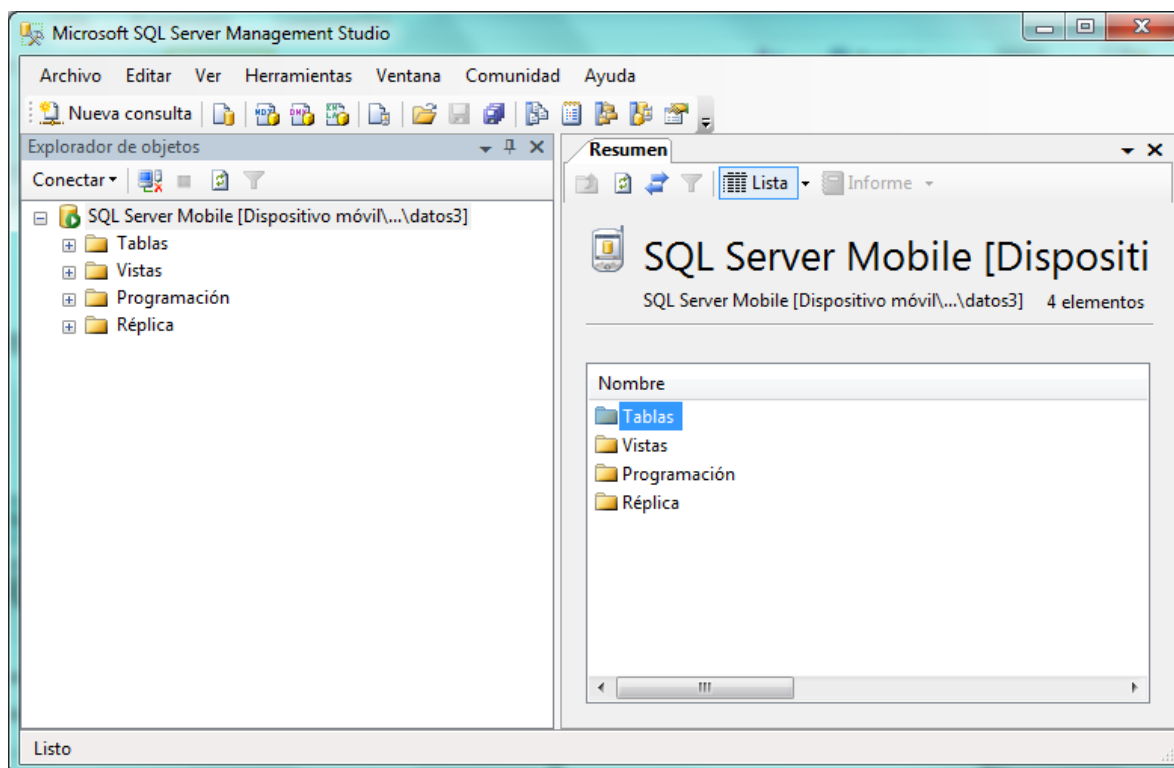 Microsoft SQL Server Management Studio
Archivo Editar Ver Herramientas Ventana Comunidad Ayuda
Nueva consulta
Explorador de objetos
Conectar
SQL Server Mobile [Dispositivo móvil\...\datos3]
Tablas
Vistas
Programación
Réplica
Resumen
Lista Informe
SQL Server Mobile [Dispositi
SQL Server Mobile [Dispositivo móvil\...\datos3] 4 elementos
Nombre
Tablas
Vistas
Programación
Réplica
Listo